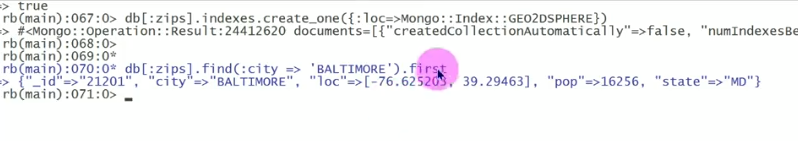 => true
rb(main):067:0> db[:zips].indexes.create_one({:loc=>Mongo::Index::GEO2DSPHERE})
> #<Mongo::Operation::Result:24412620 documents=[{"createdCollectionAutomatically"=>false, "numIndexesBe
rb(main):068:0>
rb(main):069:0*
rb(main):070:0* db[:zips].find(:city => 'BALTIMORE').first
> {"_id"=>"21201", "city"=>"BALTIMORE", "loc"=>[-76.625203, 39.29463], "pop"=>16256, "state"=>"MD"}
rb(main):071:0> _